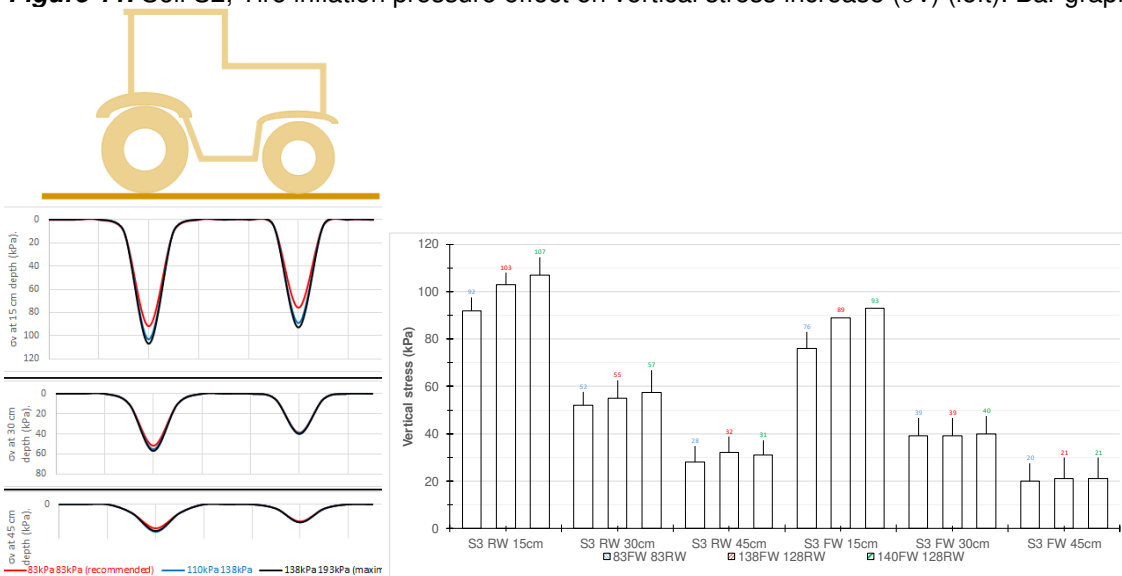 Figure 11. Soil S2, Tire inflation pressure effect on vertical stress increase (σv) (left). Bar grap
0
20
40
60
80
100
120
σv at 15 cm depth (kPa).
0
20
40
60
80
σv at 30 cm
depth (kPa).
0
σv at 45 cm
depth (kPa).
83kPa 83kPa (recommended) 110kPa 138kPa 138kPa 193kPa (maxim
Vertical stress (kPa)
120
100
80
60
40
20
0
92 103 107
52 55 57
28 32 31
76 89 93
39 39 40
20 21 21
S3 RW 15cm S3 RW 30cm S3 RW 45cm S3 FW 15cm S3 FW 30cm S3 FW 45cm
83FW 83RW 138FW 128RW 140FW 128RW